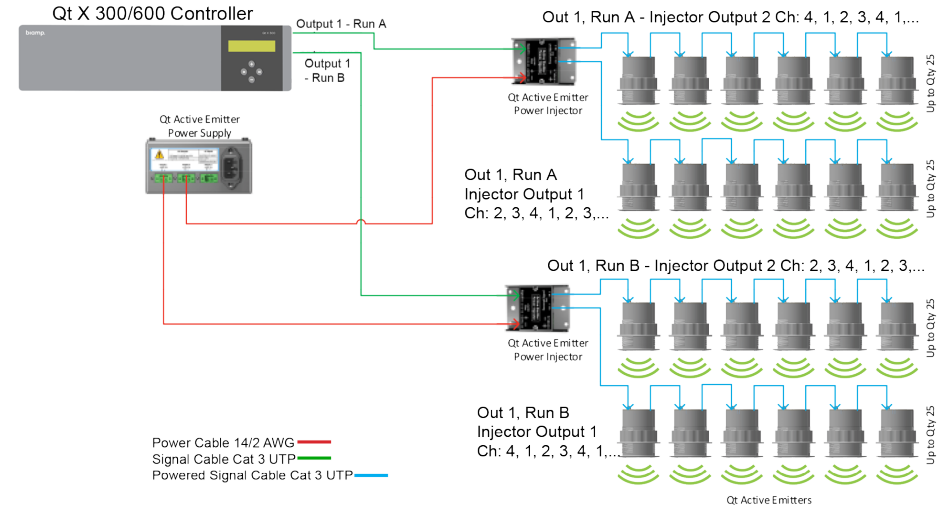 Qt X 300/600 Controller
biamp.
Output 1 - Run A
Output 1
- Run B
Out 1, Run A - Injector Output 2 Ch: 4, 1, 2, 3, 4, 1,...
Up to Qty 25
Qt Active Emitter
Power Injector
Qt Active Emitter
Power Supply
Out 1, Run A
Injector Output 1
Ch: 2, 3, 4, 1, 2, 3,...
Up to Qty 25
Out 1, Run B - Injector Output 2 Ch: 2, 3, 4, 1, 2, 3,...
Up to Qty 25
Qt Active Emitter
Power Injector
Out 1, Run B
Injector Output 1
Ch: 4, 1, 2, 3, 4, 1,...
Up to Qty 25
Power Cable 14/2 AWG
Signal Cable Cat 3 UTP
Powered Signal Cable Cat 3 UTP
Qt Active Emitters